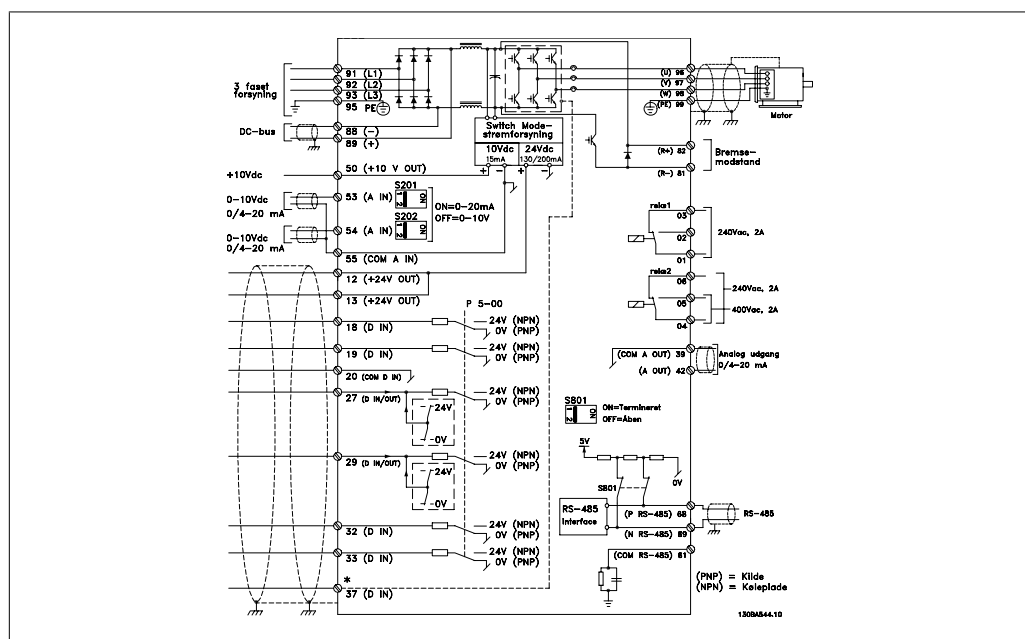 3 faset
forsyning
91 (L1)
92 (L2)
93 (L3)
95 PE
DC-bus
88 (-)
89 (+)
+10Vdc
50 (+10 V OUT)
0-10Vdc
0/4-20 mA
53 (A IN)
S201
ON
1 2
ON=0-20mA
OFF=0-10V
0-10Vdc
0/4-20 mA
54 (A IN)
S202
ON
1 2
55 (COM A IN)
12 (+24V OUT)
13 (+24V OUT)
Switch Mode-
strømforsyning
10Vdc
15mA
24Vdc
130/200mA
+ - + -
P 5-00
18 (D IN)
24V (NPN)
0V (PNP)
19 (D IN)
24V (NPN)
0V (PNP)
20 (COM D IN)
27 (D IN/OUT)
24V (NPN)
0V (PNP)
24V
0V
29 (D IN/OUT)
24V (NPN)
0V (PNP)
24V
0V
32 (D IN)
24V (NPN)
0V (PNP)
33 (D IN)
24V (NPN)
0V (PNP)
*
37 (D IN)
(U) 96
(V) 97
(W) 98
(PE) 99
Motor
(R+) 82
(R-) 81
Bremse-
modstand
relæ1
03
02
01
240Vac, 2A
relæ2
06
05
04
240Vac, 2A
400Vac, 2A
(COM A OUT) 39
(A OUT) 42
Analog udgang
0/4-20 mA
S801
ON
1 2
ON=Termineret
OFF=Åben
5V
S801
0V
RS-485
Interface
(P RS-485) 68
(N RS-485) 69
(COM RS-485) 61
RS-485
(PNP) = Kilde
(NPN) = Køleplade
130BA544.10